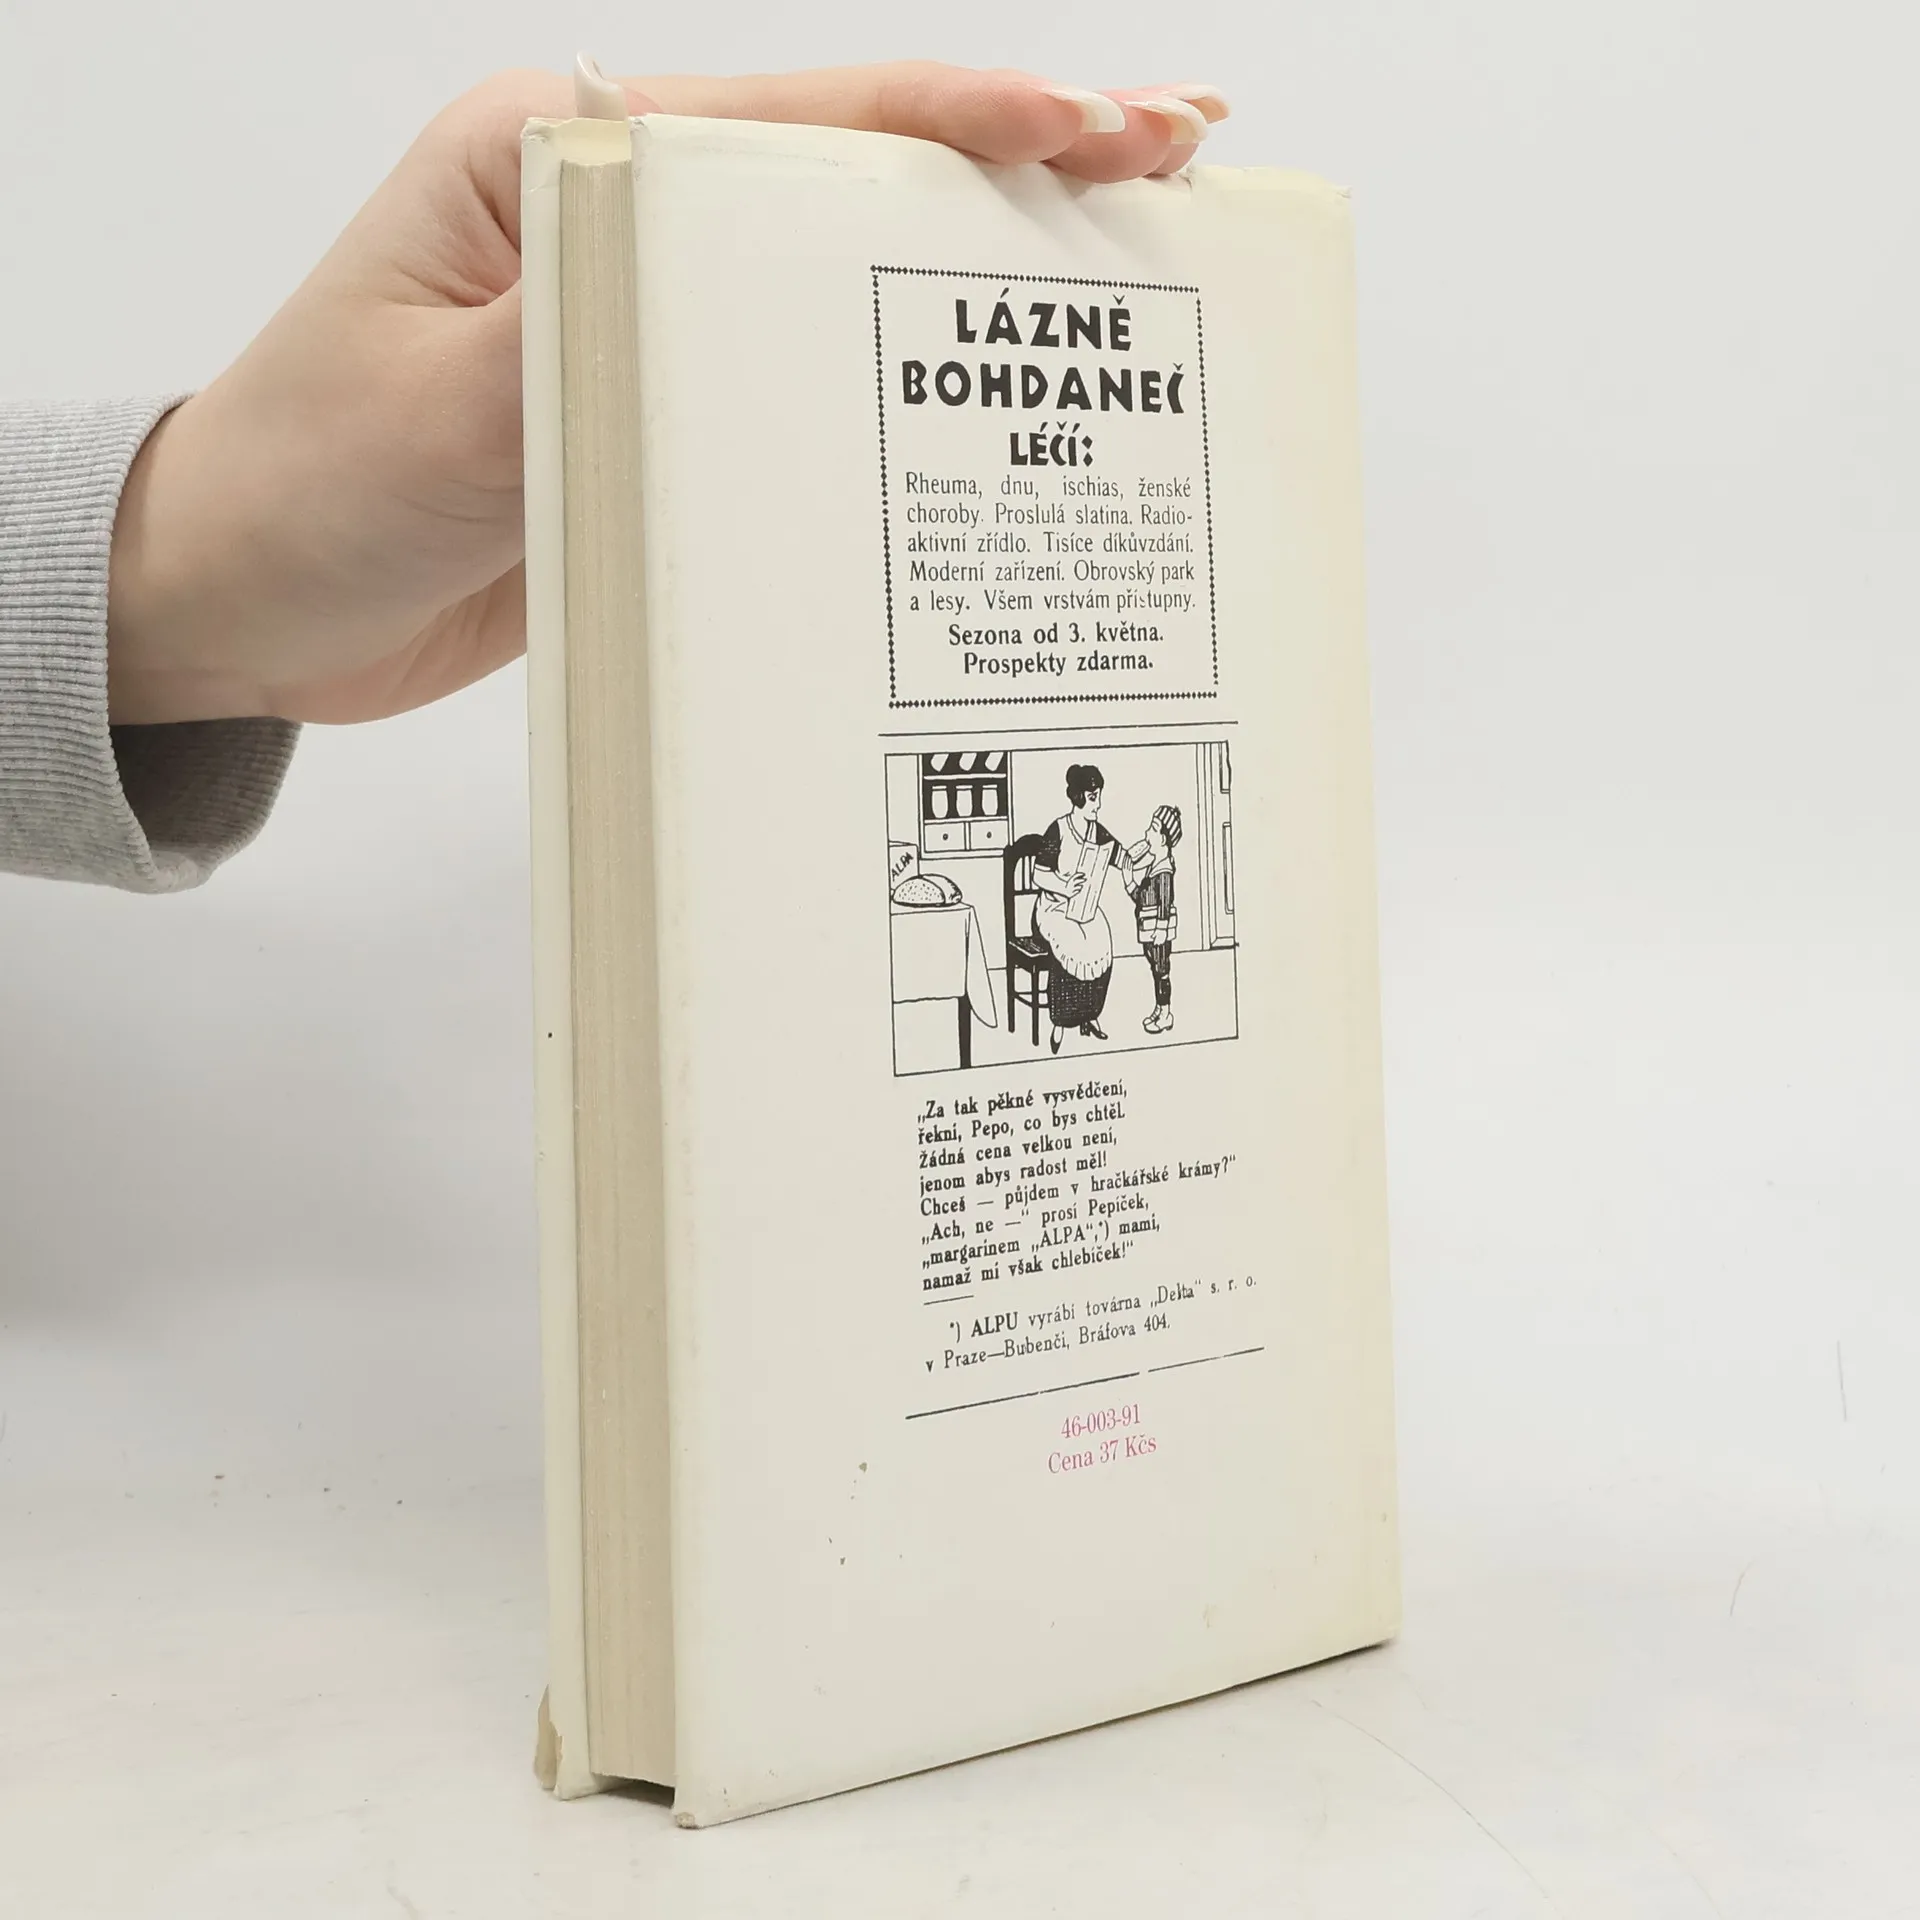 LÁZNĚ
BOHDANEČ
LÉČÍ:
Rheuma, dnu, ischias, ženské
choroby. Proslulá slatina. Radio-
aktivní zřídlo. Tisíce díkůvzdání.
Moderní zařízení. Obrovský park
a lesy. Všem vrstvám přístupny.
Sezona od 3. května.
Prospekty zdarma.
ALPA
„Za tak pěkné vysvědčení,
řekni, Pepo, co bys chtěl.
Žádná cena velkou není,
jenom abys radost měl!
Chceš — půjdem v hračkářské krámy?“
„Ach, ne —“ prosí Pepíček,
„margarinem „ALPA“,*) mami,
namaž mi však chlebíček!“
*) ALPU vyrábí továrna „Delta“ s. r. o.
v Praze—Bubenči, Bráfova 404.
46-003-91
Cena 37 Kčs